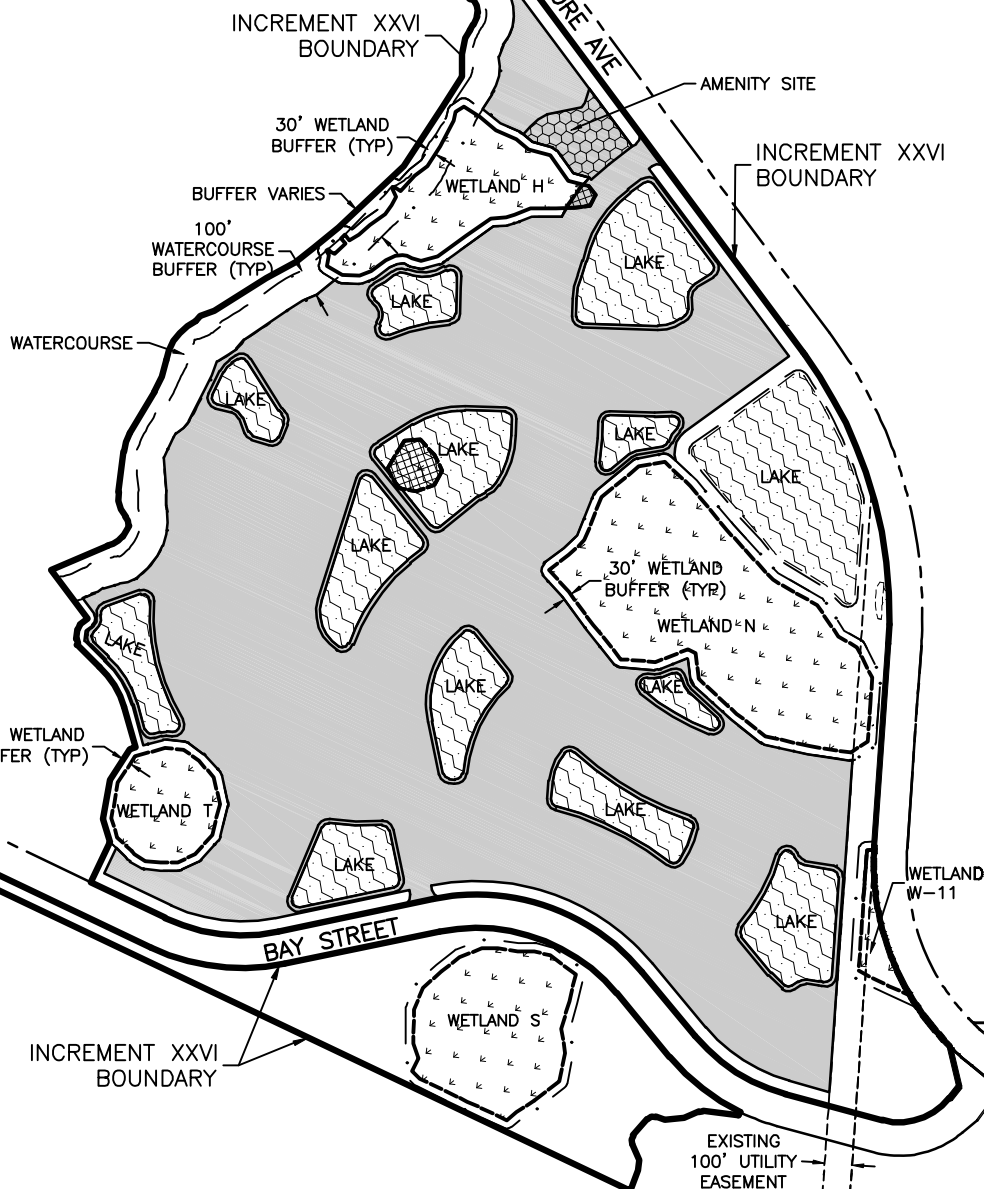 INCREMENT XXVI
BOUNDARY
ORE AVE
AMENITY SITE
30' WETLAND
BUFFER (TYP)
INCREMENT XXVI
BOUNDARY
WETLAND H
BUFFER VARIES
100'
WATERCOURSE
BUFFER (TYP)
LAKE
LAKE
WATERCOURSE
LAKE
LAKE
LAKE
LAKE
LAKE
30' WETLAND
BUFFER (TYP)
WETLAND N
LAKE
LAKE
LAKE
WETLAND
FER (TYP)
WETLAND T
LAKE
LAKE
WETLAND
W-11
LAKE
BAY STREET
WETLAND S
INCREMENT XXVI
BOUNDARY
EXISTING
100' UTILITY
EASEMENT